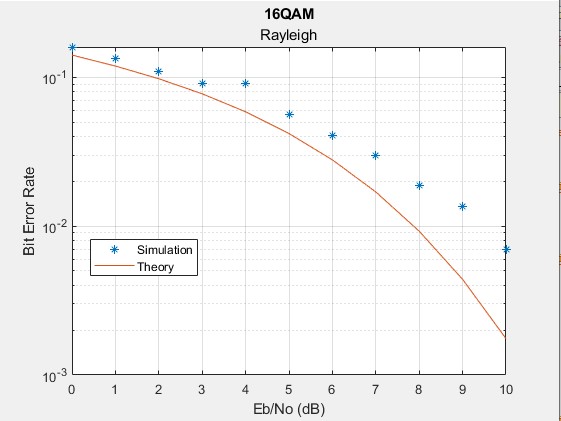 16QAM
Rayleigh
10-1
10-2
10-3
Bit Error Rate
Simulation
Theory
0 1 2 3 4 5 6 7 8 9 10
Eb/No (dB)